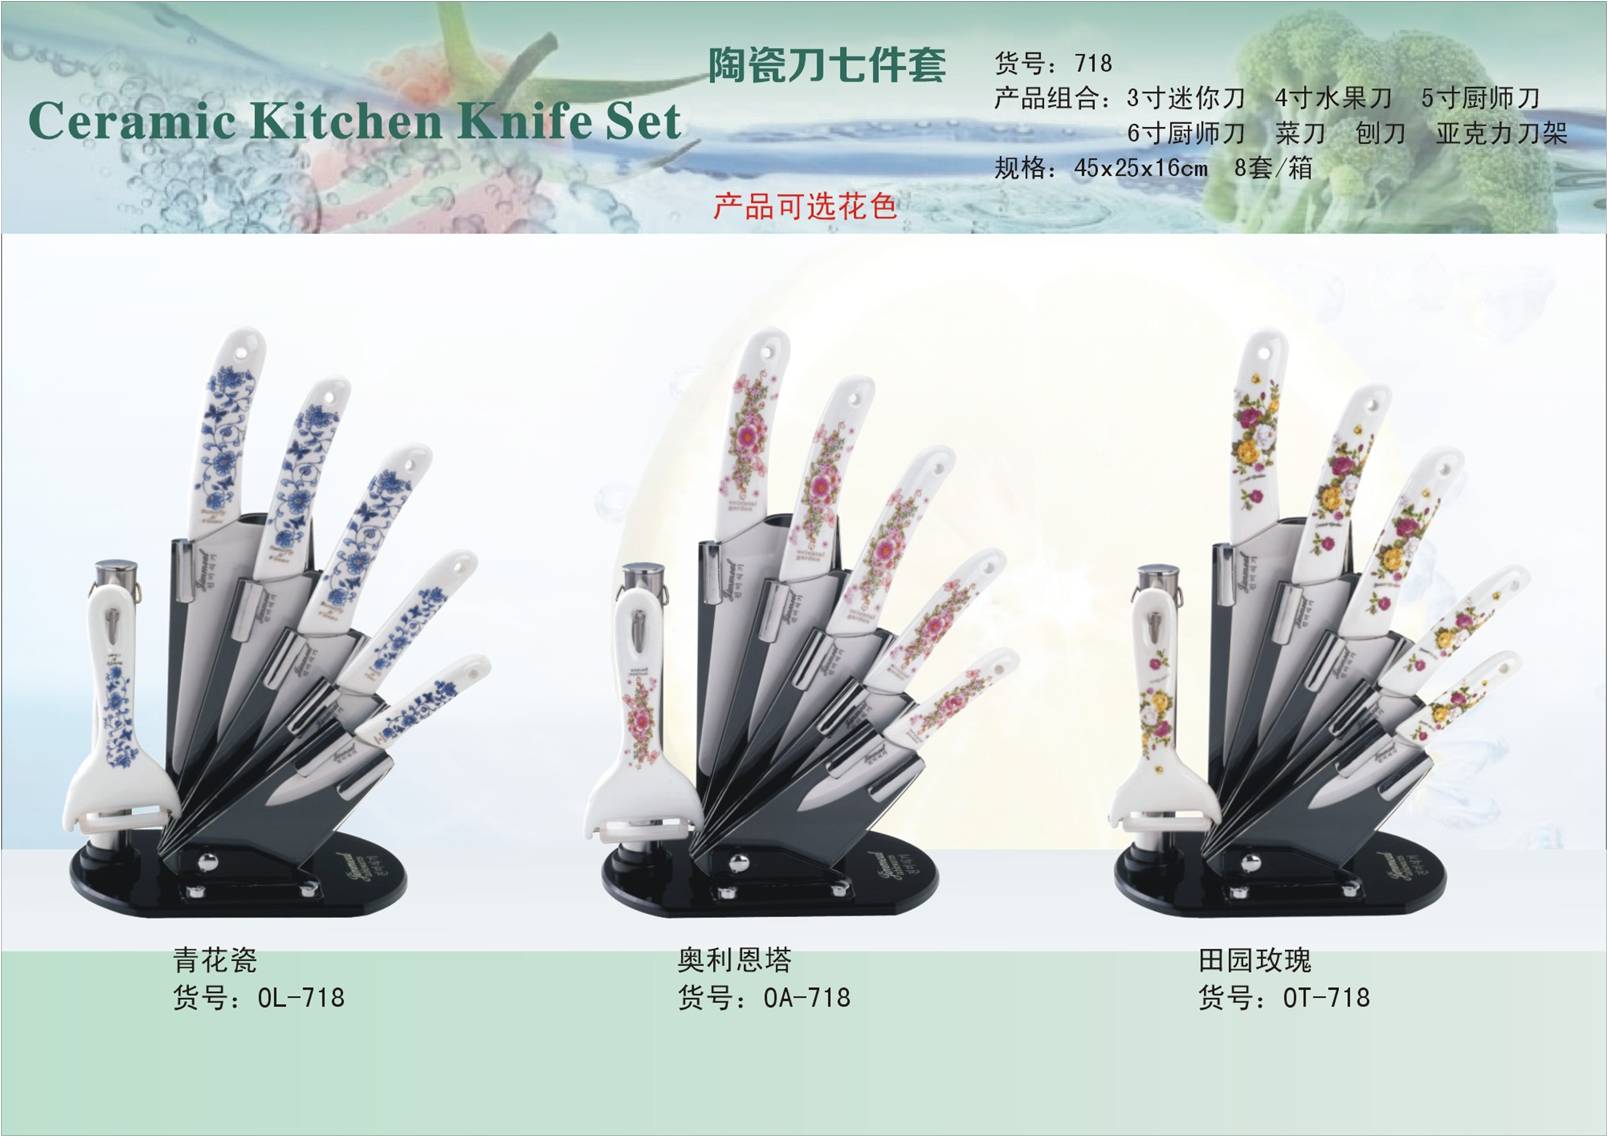 陶瓷刀七件套
Ceramic Kitchen Knife Set
产品可选花色
货号：718
产品组合：3寸迷你刀 4寸水果刀 5寸厨师刀
6寸厨师刀 菜刀 刨刀 亚克力刀架
规格：45x25x16cm 8套/箱
青花瓷
货号：OL-718
奥利恩塔
货号：OA-718
田园玫瑰
货号：OT-718